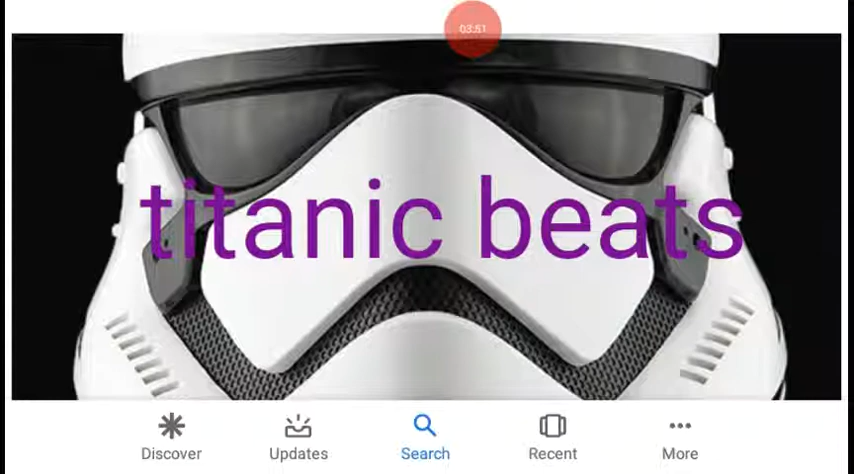 03:51
titanic beats
Discover
Updates
Search
Recent
More